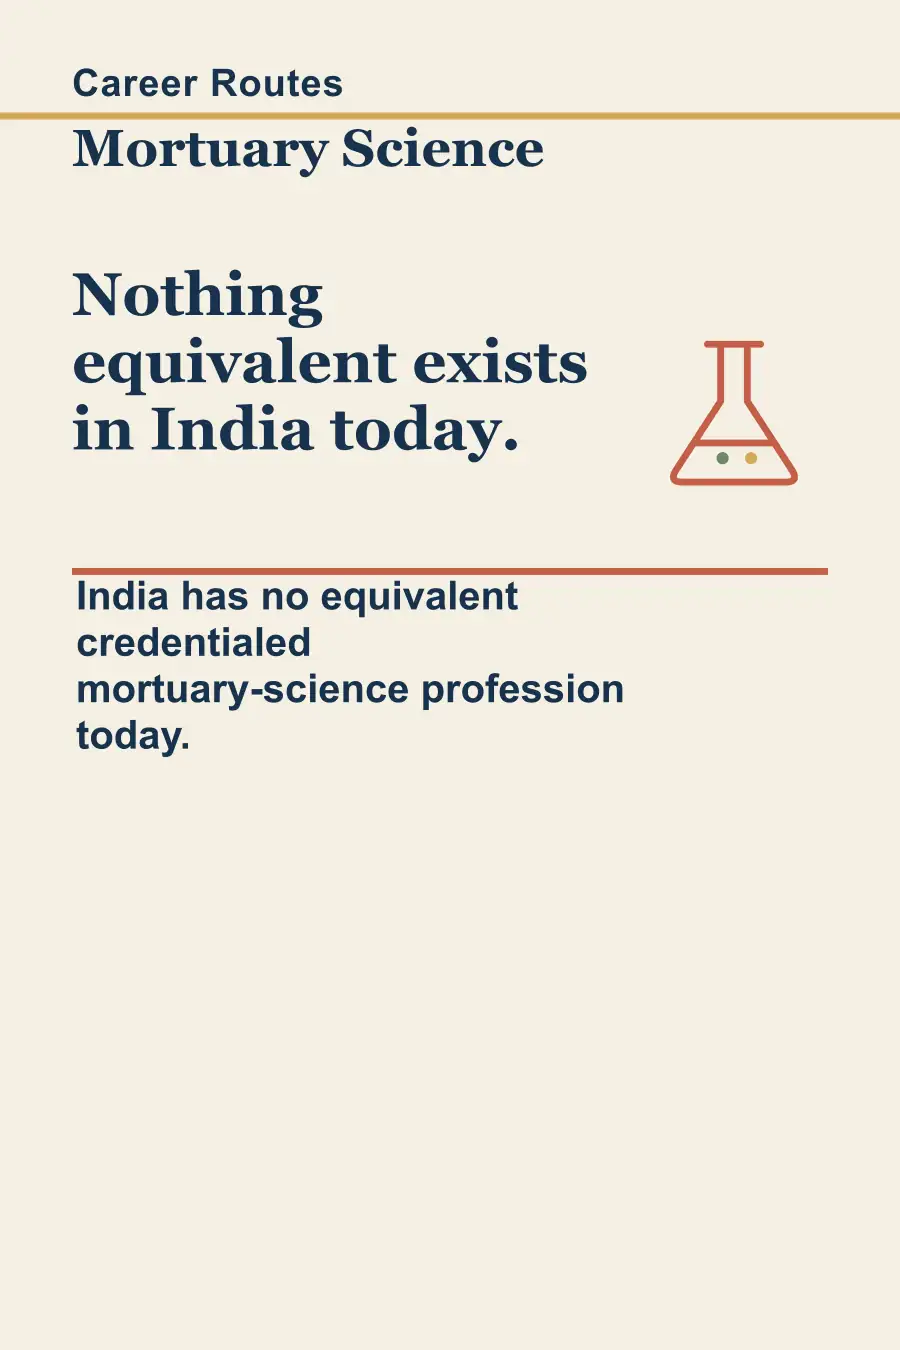 Career Routes
Mortuary Science
Nothing
equivalent exists
in India today.
India has no equivalent
credentialed
mortuary-science profession
today.